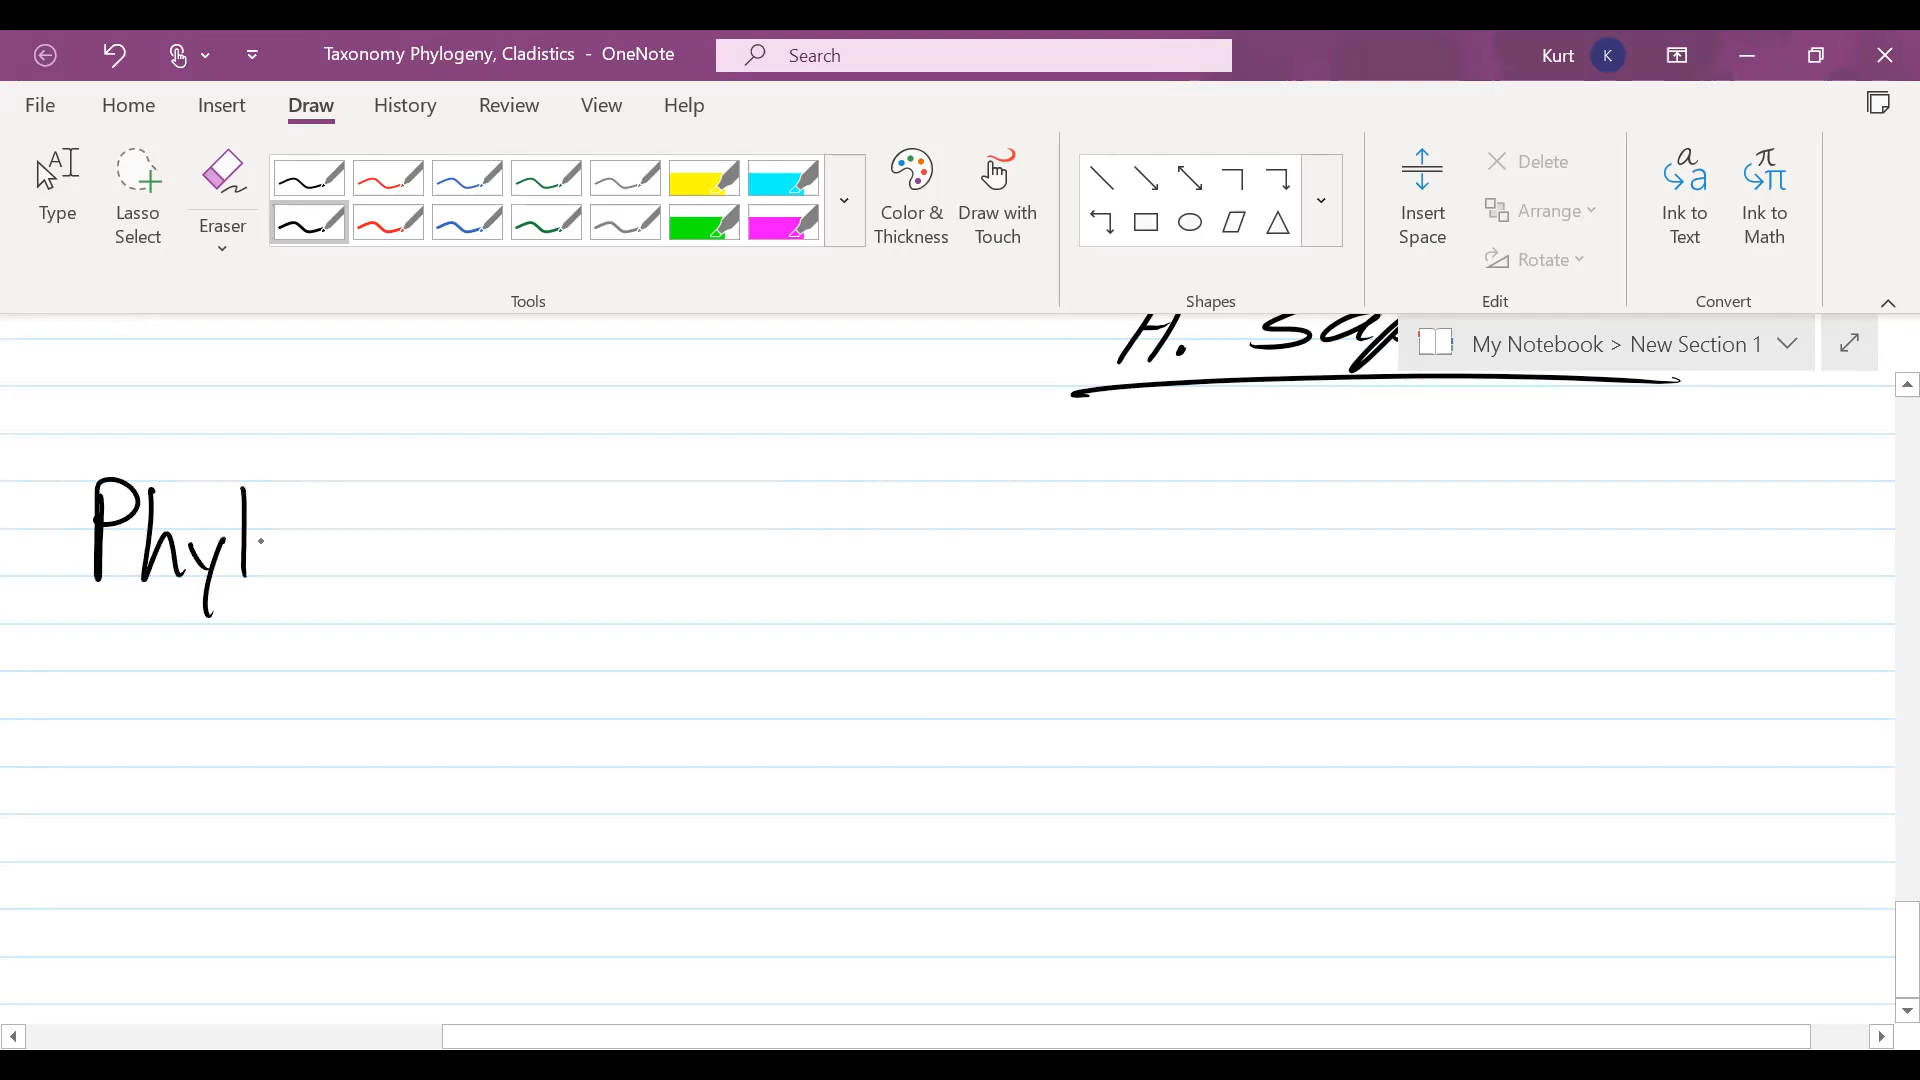 Taxonomy Phylogeny, Cladistics - OneNote
Search
Kurt
K
File Home Insert Draw History Review View Help
Type
Lasso Select
Eraser
Color & Thickness
Draw with Touch
Tools
Shapes
Insert Space
Delete
Arrange
Rotate
Edit
Ink to Text
Ink to Math
Convert
H. sap
My Notebook > New Section 1
Phyl